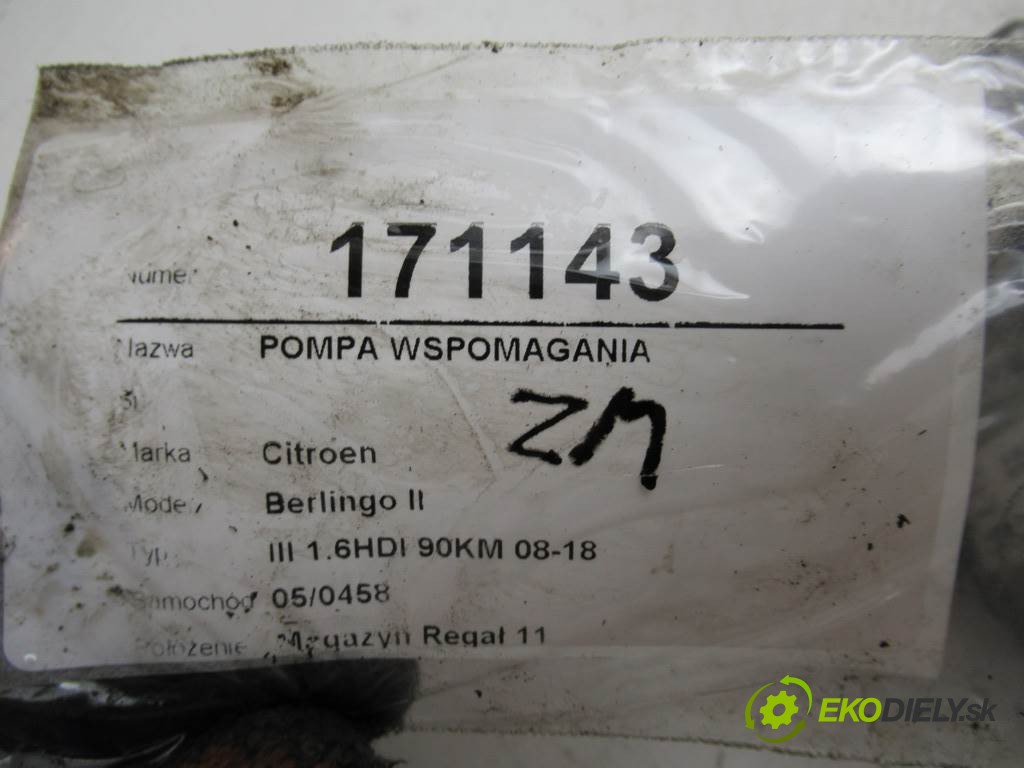 Numer 171143
Nazwa POMPA WSPOMAGANIA
ZM
Marka Citroen
Model Berlingo II
Typ III 1.6HDI 90KM 08-18
Samochód 05/0458
Położenie Magazyn Regał 11
EKODIELY.sk